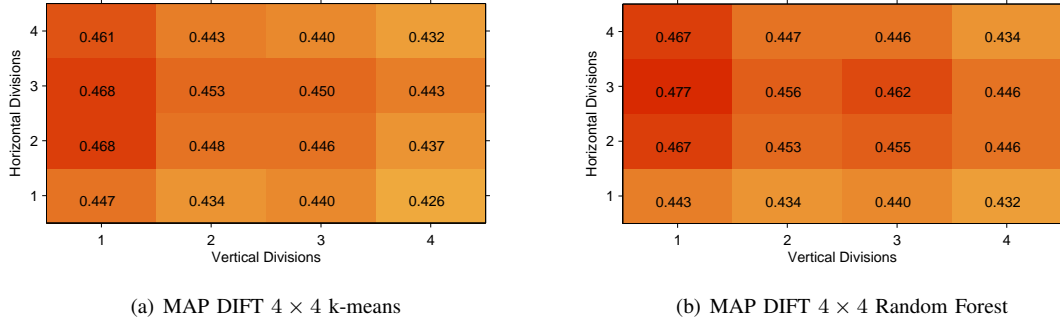 4 0.461 0.443 0.440 0.432
3 0.468 0.453 0.450 0.443
2 0.468 0.448 0.446 0.437
1 0.447 0.434 0.440 0.426
Horizontal Divisions
1 2 3 4
Vertical Divisions
(a) MAP DIFT 4 × 4 k-means
4 0.467 0.447 0.446 0.434
3 0.477 0.456 0.462 0.446
2 0.467 0.453 0.455 0.446
1 0.443 0.434 0.440 0.432
Horizontal Divisions
1 2 3 4
Vertical Divisions
(b) MAP DIFT 4 × 4 Random Forest